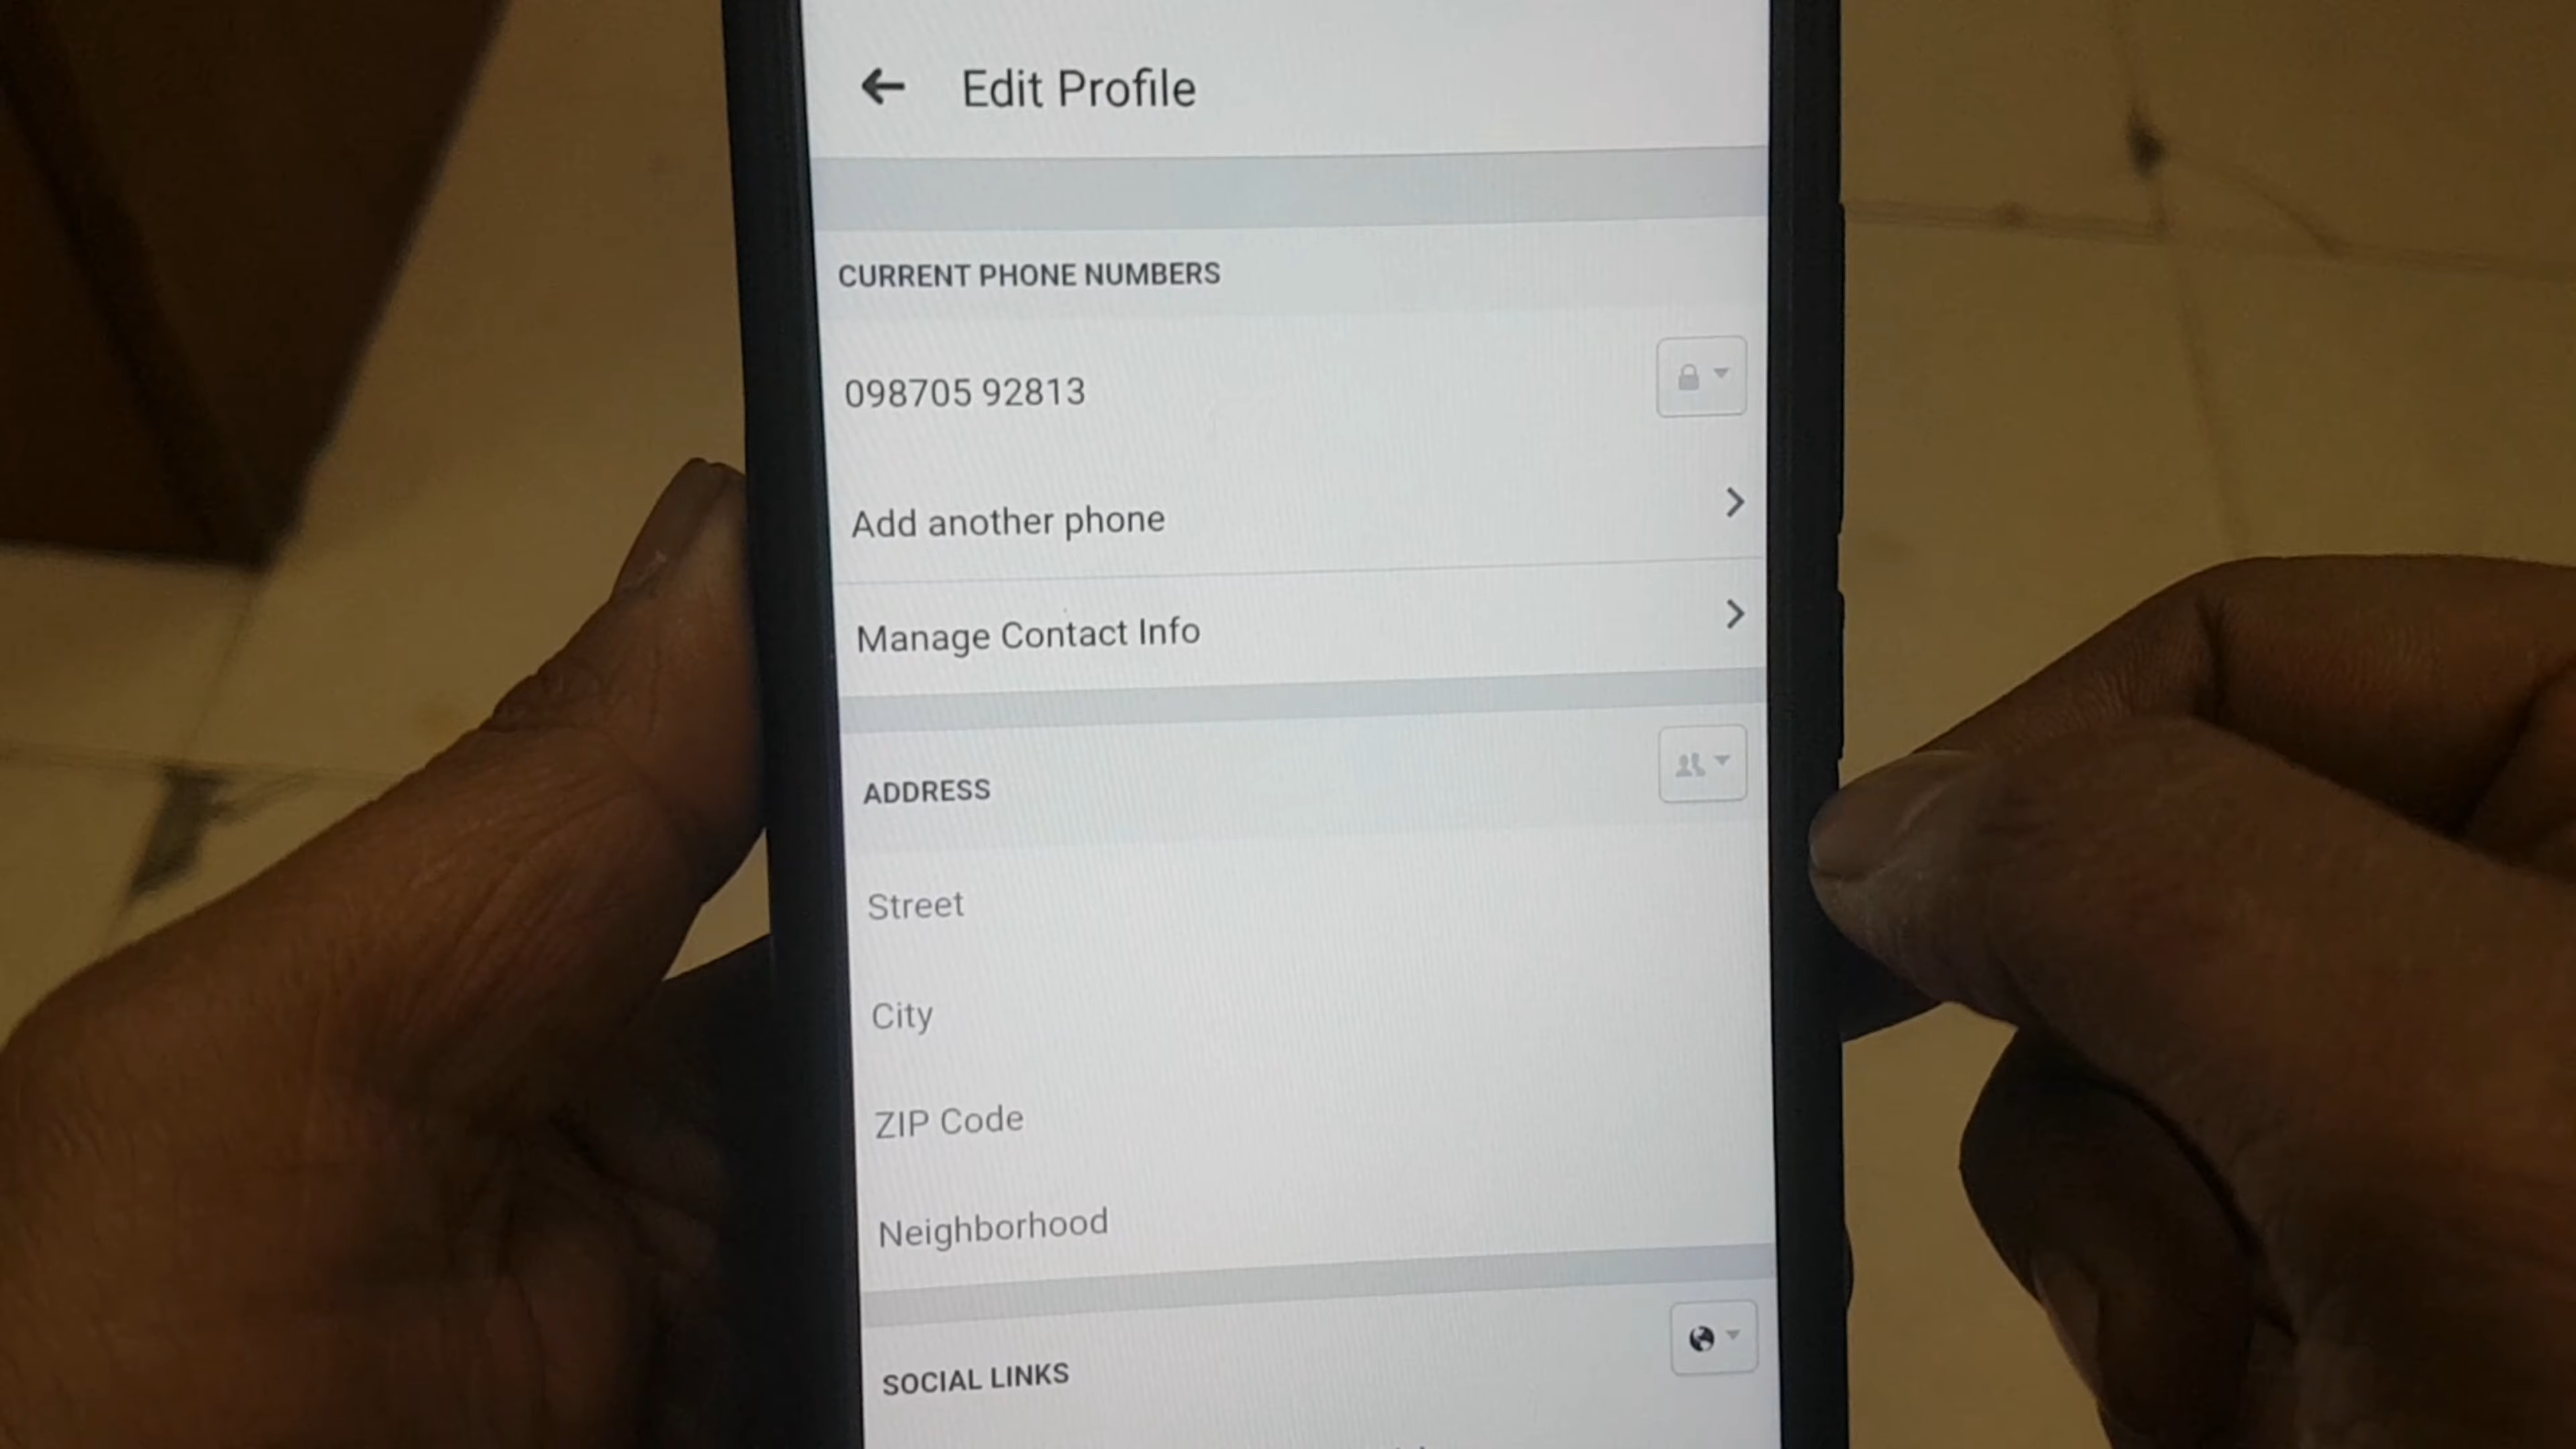 Edit Profile
CURRENT PHONE NUMBERS
098705 92813
Add another phone
Manage Contact Info
ADDRESS
Street
City
ZIP Code
Neighborhood
SOCIAL LINKS